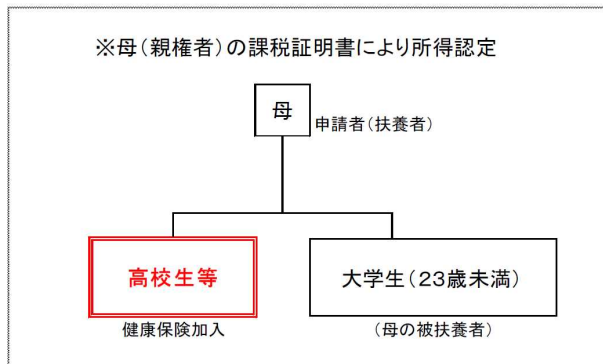 ※母(親権者)の課税証明書により所得認定
母
申請者(扶養者)
高校生等
大学生(23歳未満)
健康保険加入
(母の被扶養者)